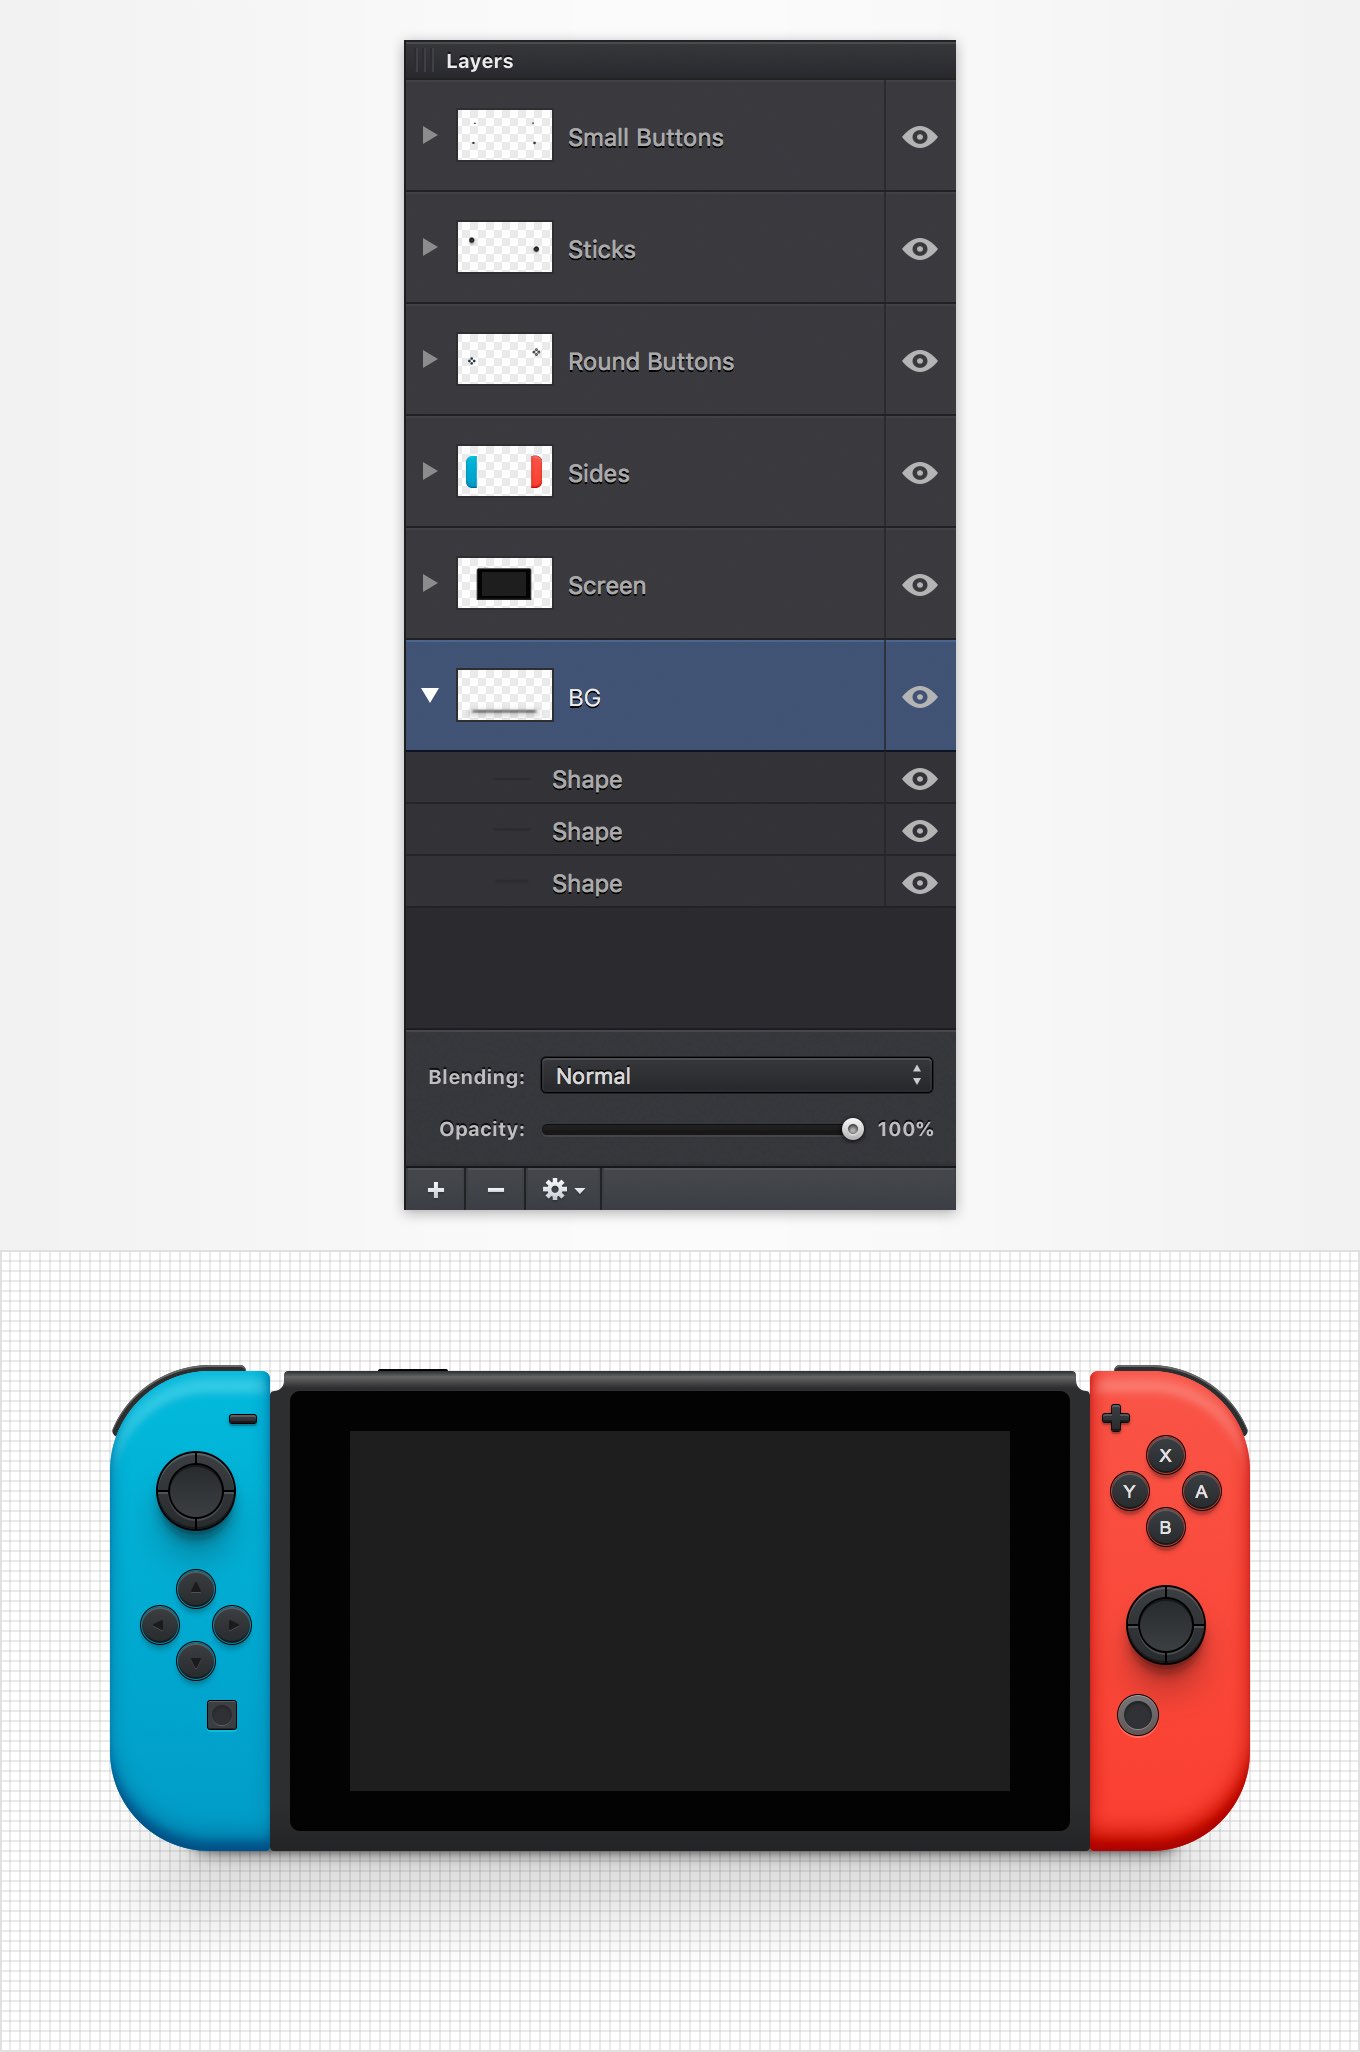 Layers
Small Buttons
Sticks
Round Buttons
Sides
Screen
BG
Shape
Shape
Shape
Blending: Normal
Opacity: 100%
X
Y A
B